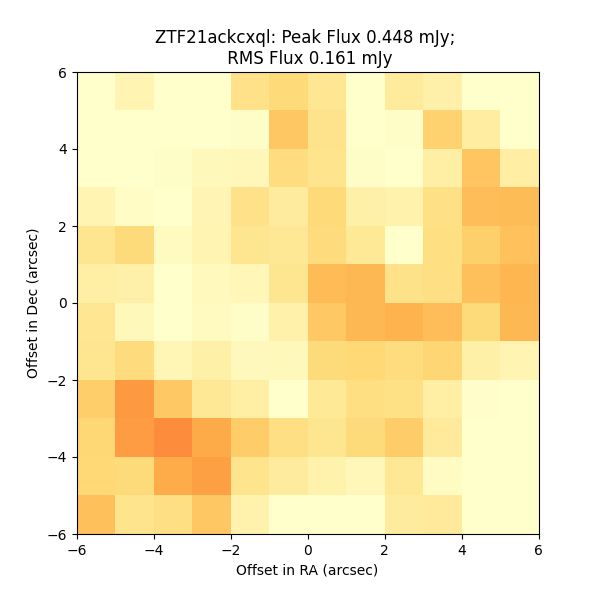 ZTF21ackcxql: Peak Flux 0.448 mJy;
RMS Flux 0.161 mJy
6
4
2
0
−2
−4
−6
Offset in Dec (arcsec)
−6 −4 −2 0 2 4 6
Offset in RA (arcsec)